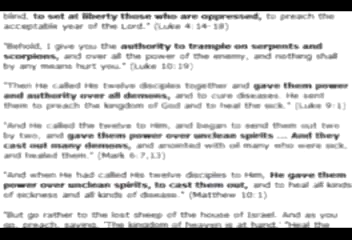 blind, to set at liberty those who are oppressed, to preach the
acceptable year of the Lord." (Luke 4:14-18)
"Behold, I give you the authority to trample on serpents and
scorpions, and over all the power of the enemy, and nothing shall
by any means hurt you." (Luke 10:19)
"Then He called His twelve disciples together and gave them power
and authority over all demons, and to cure diseases. He sent
them to preach the kingdom of God and to heal the sick." (Luke 9:1)
"And He called the twelve to Him, and began to send them out two
by two, and gave them power over unclean spirits ... And they
cast out many demons, and anointed with oil many who were sick,
and healed them." (Mark 6:7,13)
"And when He had called His twelve disciples to Him, He gave them
power over unclean spirits, to cast them out, and to heal all kinds
of sickness and all kinds of disease." (Matthew 10:1)
"But go rather to the lost sheep of the house of Israel. And as you
go, preach, saying, 'The kingdom of heaven is at hand.' "Heal the